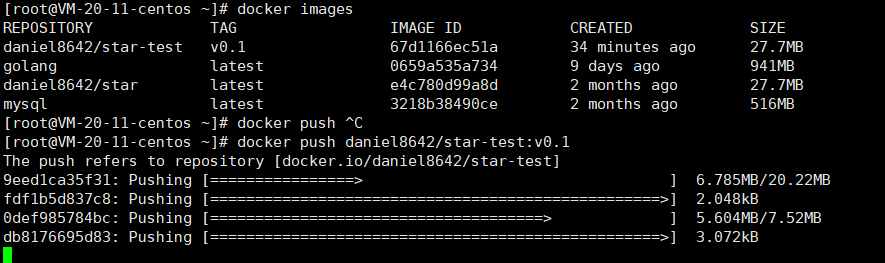 [root@VM-20-11-centos ~]# docker images
REPOSITORY TAG IMAGE ID CREATED SIZE
daniel8642/star-test v0.1 67d1166ec51a 34 minutes ago 27.7MB
golang latest 0659a535a734 9 days ago 941MB
daniel8642/star latest e4c780d99a8d 2 months ago 27.7MB
mysql latest 3218b38490ce 2 months ago 516MB
[root@VM-20-11-centos ~]# docker push ^C
[root@VM-20-11-centos ~]# docker push daniel8642/star-test:v0.1
The push refers to repository [docker.io/daniel8642/star-test]
9eed1ca35f31: Pushing [================> ] 6.785MB/20.22MB
fdf1b5d837c8: Pushing [==================================================>] 2.048kB
0def985784bc: Pushing [=====================================> ] 5.604MB/7.52MB
db8176695d83: Pushing [==================================================>] 3.072kB